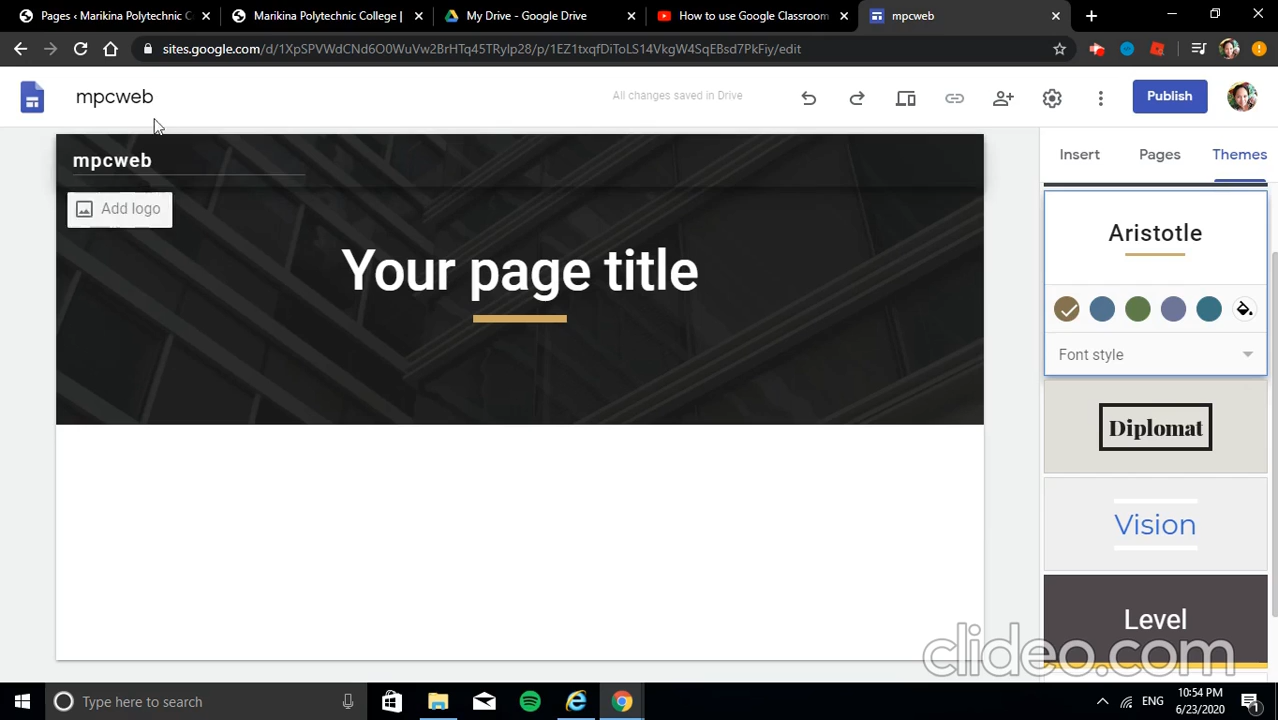 Pages ‹ Marikina Polytechnic C
Marikina Polytechnic College |
My Drive - Google Drive
How to use Google Classroom
mpcweb
sites.google.com/d/1XpSPVWdCNd6O0WuVw2BrHTq45TRylp28/p/1EZ1txqfDiToLS14VkgW4SqEBsd7PkFiy/edit
mpcweb
All changes saved in Drive
Publish
mpcweb
Add logo
Your page title
Insert
Pages
Themes
Aristotle
Font style
Diplomat
Vision
Level
clideo.com
Type here to search
ENG
10:54 PM
6/23/2020
1